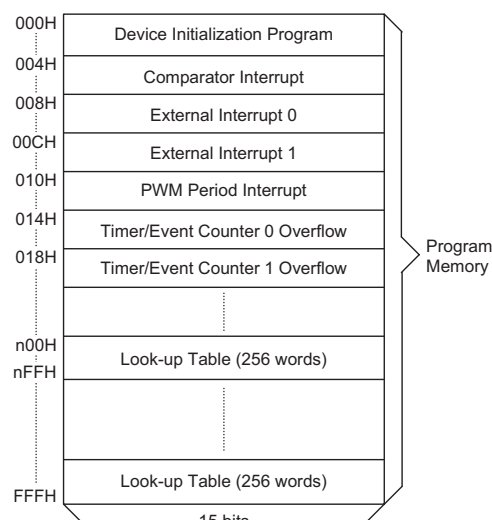 000H
Device Initialization Program
004H
Comparator Interrupt
008H
External Interrupt 0
00CH
External Interrupt 1
010H
PWM Period Interrupt
014H
Timer/Event Counter 0 Overflow
018H
Timer/Event Counter 1 Overflow
Program
Memory
n00H
Look-up Table (256 words)
nFFH
Look-up Table (256 words)
FFFH
15 bits